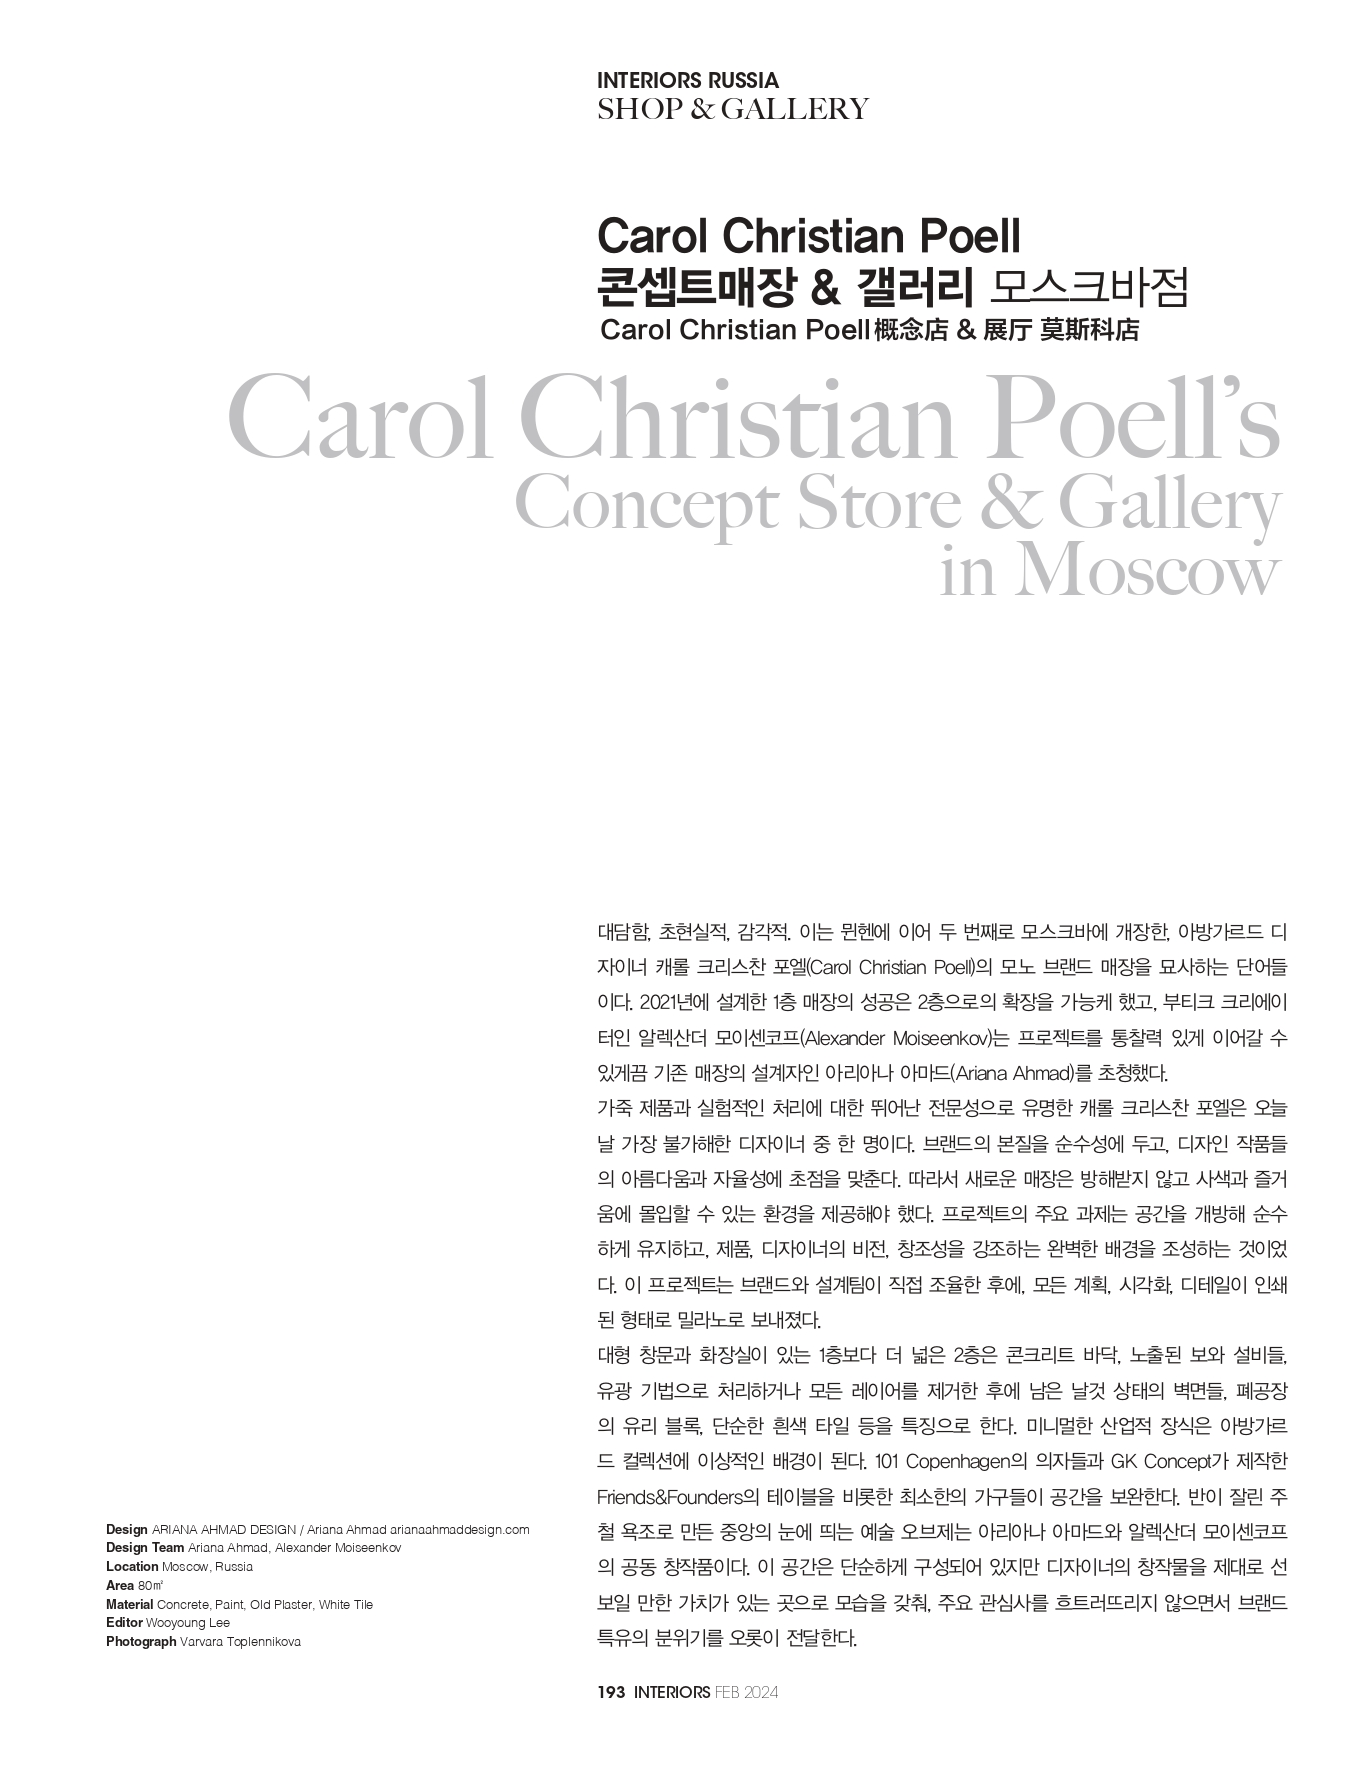 INTERIORS RUSSIA
SHOP & GALLERY
Carol Christian Poell
콘셉트매장 & 갤러리 모스크바점
Carol Christian Poell概念店 & 展厅 莫斯科店
Carol Christian Poell’s
Concept Store & Gallery
in Moscow
대담함, 초현실적, 감각적. 이는 뮌헨에 이어 두 번째로 모스크바에 개장한, 아방가르드 디
자이너 캐롤 크리스찬 포엘(Carol Christian Poell)의 모노 브랜드 매장을 묘사하는 단어들
이다. 2021년에 설계한 1층 매장의 성공은 2층으로의 확장을 가능케 했고, 부티크 크리에이
터인 알렉산더 모이센코프(Alexander Moiseenkov)는 프로젝트를 통찰력 있게 이어갈 수
있게끔 기존 매장의 설계자인 아리아나 아마드(Ariana Ahmad)를 초청했다.
가죽 제품과 실험적인 처리에 대한 뛰어난 전문성으로 유명한 캐롤 크리스찬 포엘은 오늘
날 가장 불가해한 디자이너 중 한 명이다. 브랜드의 본질을 순수성에 두고, 디자인 작품들
의 아름다움과 자율성에 초점을 맞춘다. 따라서 새로운 매장은 방해받지 않고 사색과 즐거
움에 몰입할 수 있는 환경을 제공해야 했다. 프로젝트의 주요 과제는 공간을 개방해 순수
하게 유지하고, 제품, 디자이너의 비전, 창조성을 강조하는 완벽한 배경을 조성하는 것이었
다. 이 프로젝트는 브랜드와 설계팀이 직접 조율한 후에, 모든 계획, 시각화, 디테일이 인쇄
된 형태로 밀라노로 보내졌다.
대형 창문과 화장실이 있는 1층보다 더 넓은 2층은 콘크리트 바닥, 노출된 보와 설비들,
유광 기법으로 처리하거나 모든 레이어를 제거한 후에 남은 날것 상태의 벽면들, 폐공장
의 유리 블록, 단순한 흰색 타일 등을 특징으로 한다. 미니멀한 산업적 장식은 아방가르
드 컬렉션에 이상적인 배경이 된다. 101 Copenhagen의 의자들과 GK Concept가 제작한
Friends&Founders의 테이블을 비롯한 최소한의 가구들이 공간을 보완한다. 반이 잘린 주
철 욕조로 만든 중앙의 눈에 띄는 예술 오브제는 아리아나 아마드와 알렉산더 모이센코프
의 공동 창작품이다. 이 공간은 단순하게 구성되어 있지만 디자이너의 창작물을 제대로 선
보일 만한 가치가 있는 곳으로 모습을 갖춰, 주요 관심사를 흐트러뜨리지 않으면서 브랜드
특유의 분위기를 오롯이 전달한다.
Design ARIANA AHMAD DESIGN / Ariana Ahmad arianaahmaddesign.com
Design Team Ariana Ahmad, Alexander Moiseenkov
Location Moscow, Russia
Area 80㎡
Material Concrete, Paint, Old Plaster, White Tile
Editor Wooyoung Lee
Photograph Varvara Toplennikova
193 INTERIORS FEB 2024